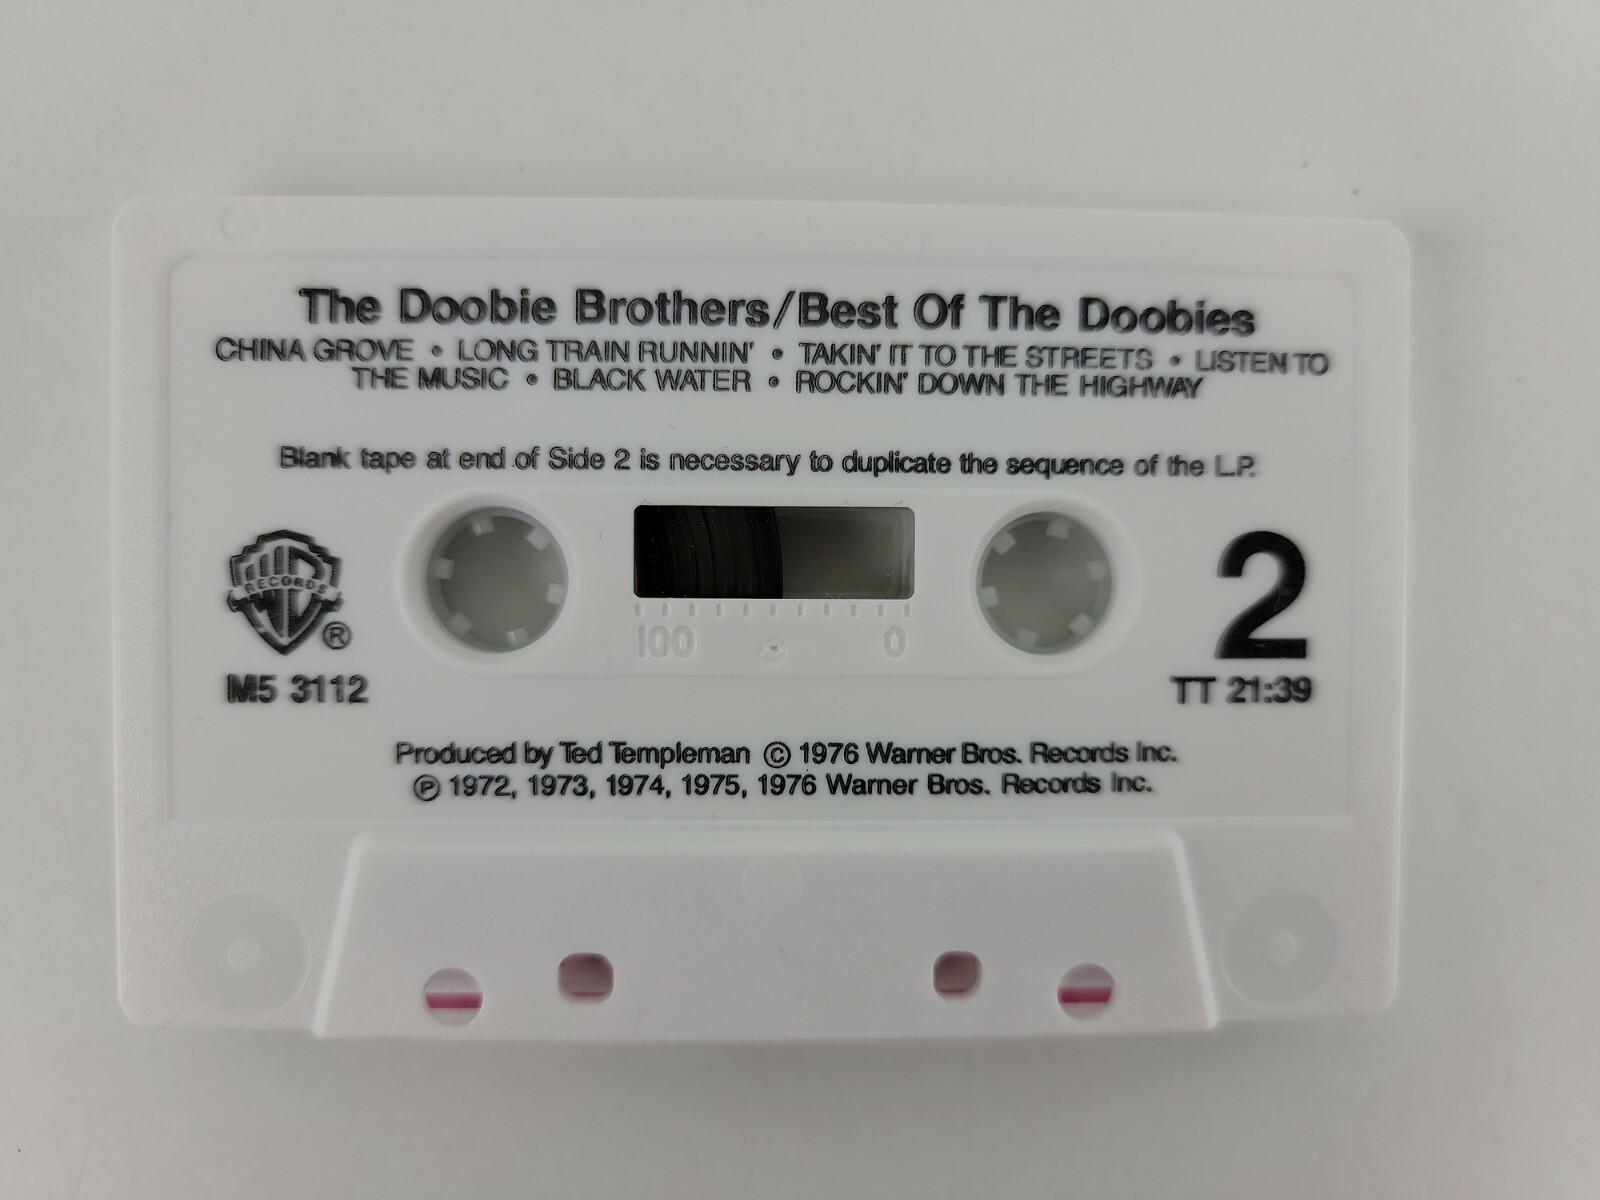 The Doobie Brothers/Best Of The Doobies
CHINA GROVE • LONG TRAIN RUNNIN' • TAKIN' IT TO THE STREETS • LISTEN TO
THE MUSIC • BLACK WATER • ROCKIN' DOWN THE HIGHWAY
Blank tape at end of Side 2 is necessary to duplicate the sequence of the L.P.
RECORDS
®
M5 3112
100 0
2
TT 21:39
Produced by Ted Templeman © 1976 Warner Bros. Records Inc.
℗ 1972, 1973, 1974, 1975, 1976 Warner Bros. Records Inc.